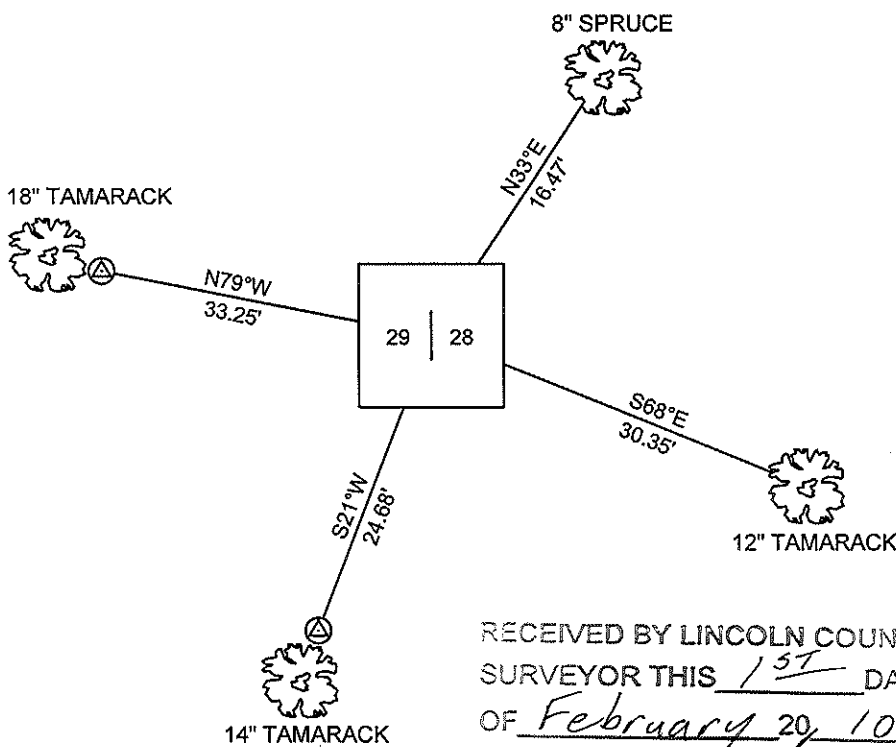 8" SPRUCE
N33°E
16.47'
18" TAMARACK
N79°W
33.25'
29 | 28
S68°E
30.35'
12" TAMARACK
S21°W
24.68'
14" TAMARACK
RECEIVED BY LINCOLN COUN
SURVEYOR THIS 1ST DA
OF February 20 10